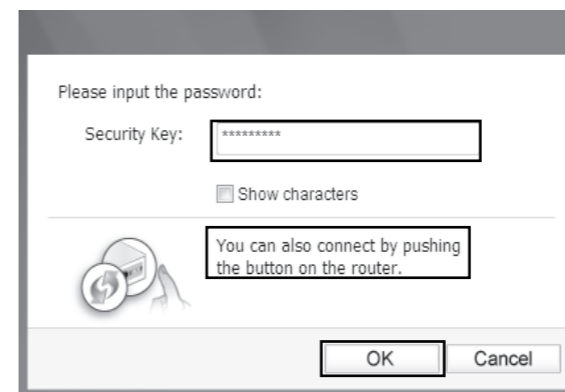 Please input the password:
Security Key: *********
Show characters
You can also connect by pushing
the button on the router.
OK Cancel